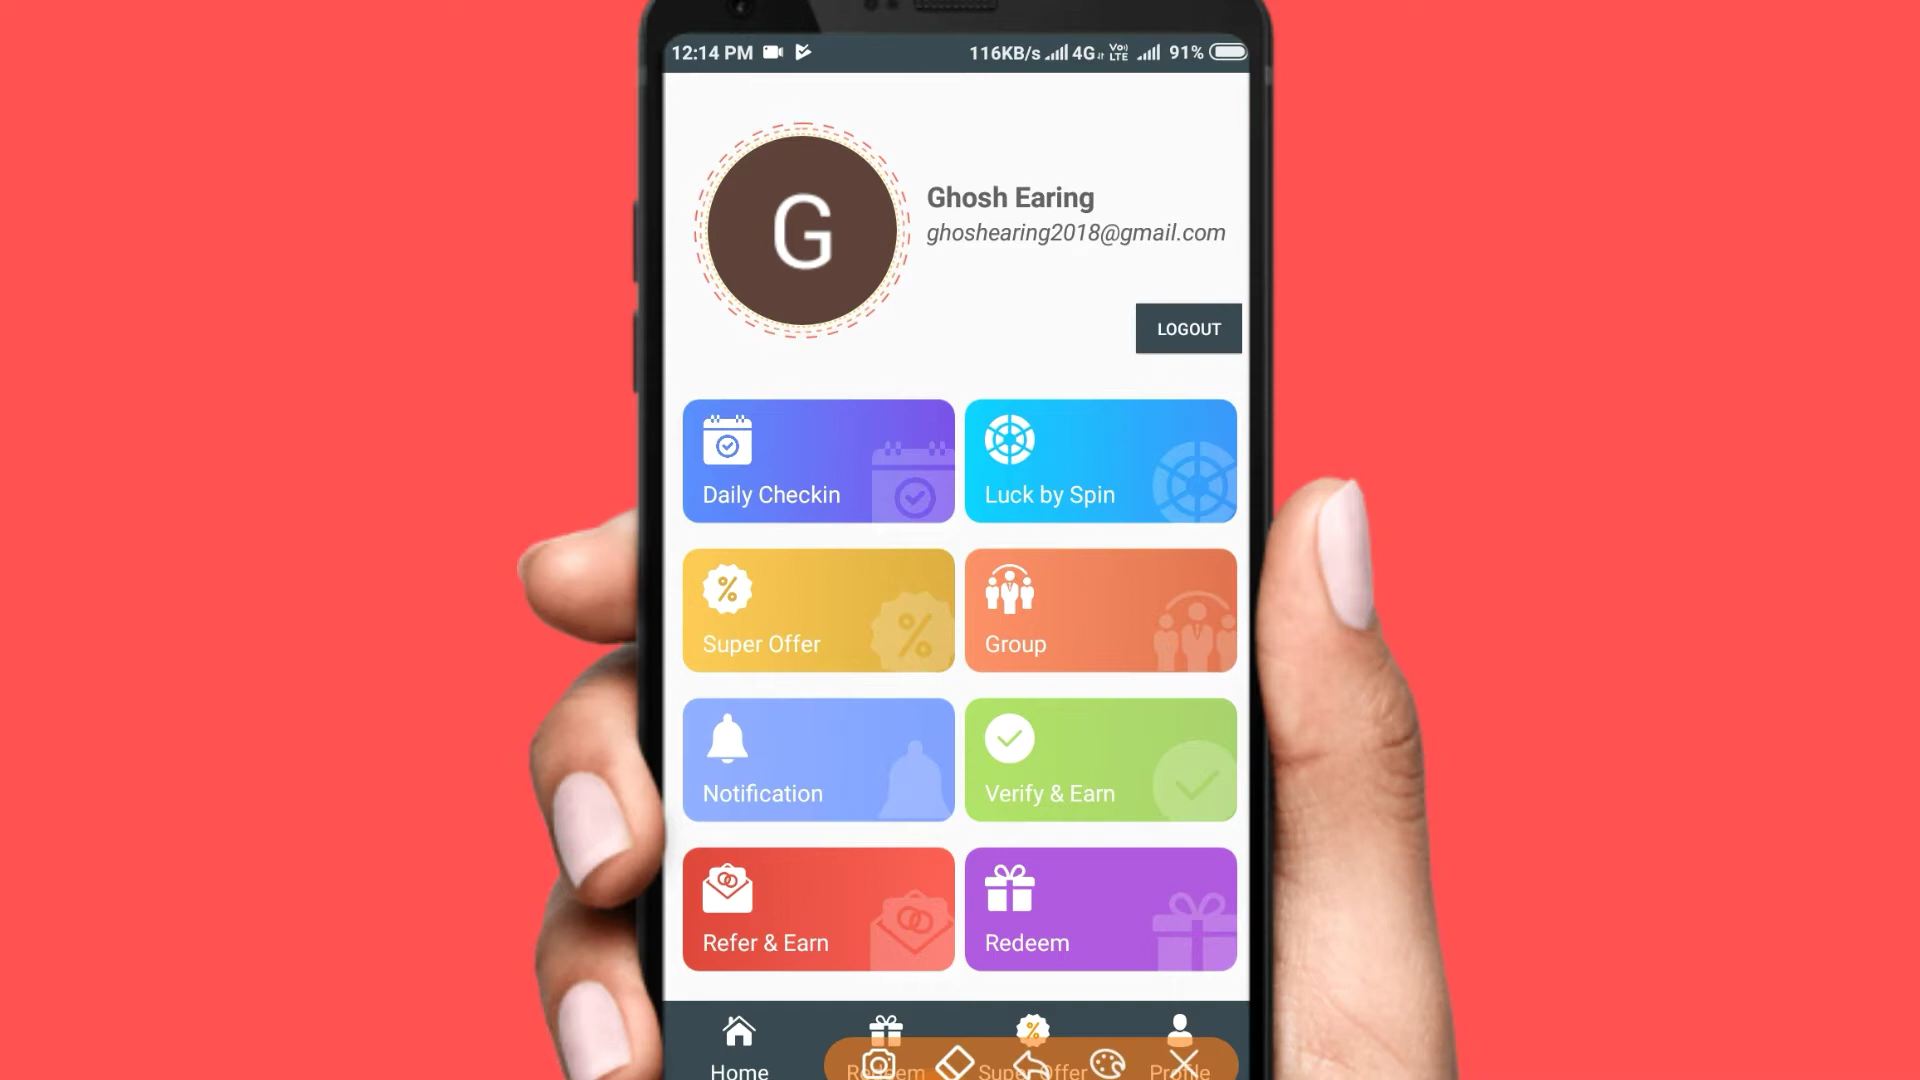 12:14 PM 116KB/s 4G VoLTE 91%
G
Ghosh Earing
ghoshearing2018@gmail.com
LOGOUT
Daily Checkin Luck by Spin
Super Offer Group
Notification Verify & Earn
Refer & Earn Redeem
Home Redeem Super Offer Profile